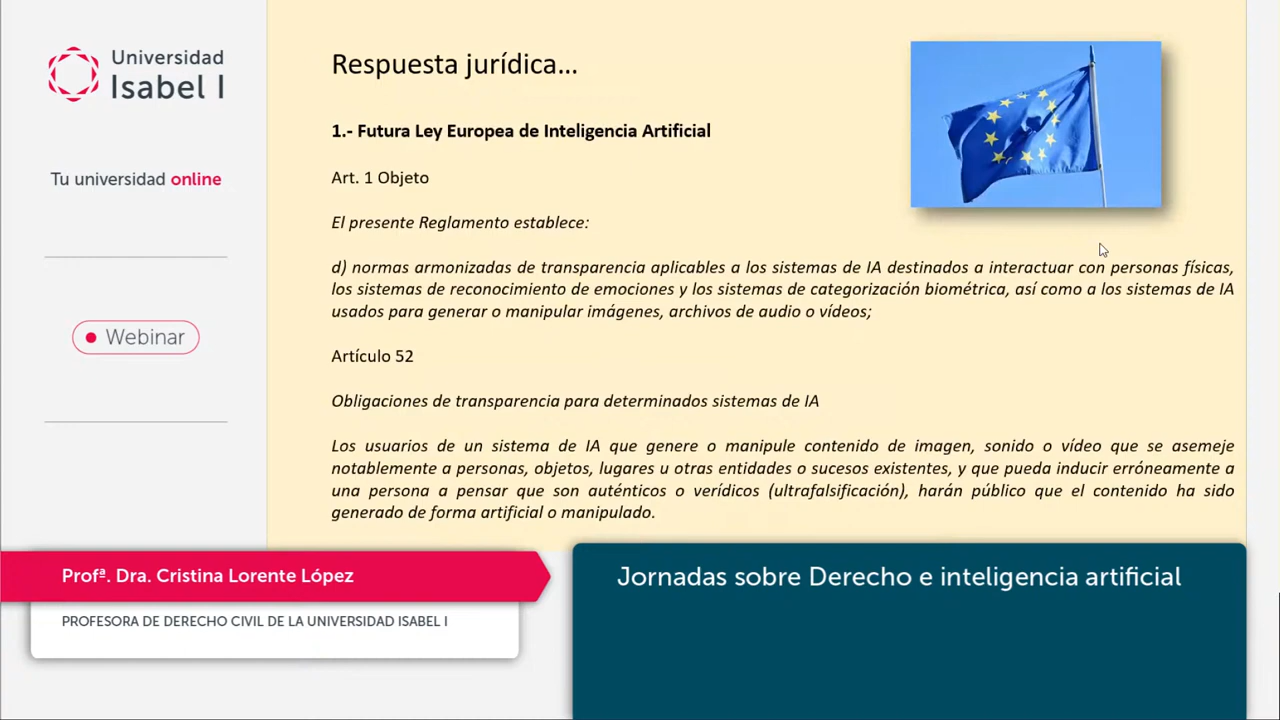 Universidad
Isabel I
Tu universidad online
Webinar
Respuesta jurídica...
1.- Futura Ley Europea de Inteligencia Artificial
Art. 1 Objeto
El presente Reglamento establece:
d) normas armonizadas de transparencia aplicables a los sistemas de IA destinados a interactuar con personas físicas,
los sistemas de reconocimiento de emociones y los sistemas de categorización biométrica, así como a los sistemas de IA
usados para generar o manipular imágenes, archivos de audio o vídeos;
Artículo 52
Obligaciones de transparencia para determinados sistemas de IA
Los usuarios de un sistema de IA que genere o manipule contenido de imagen, sonido o vídeo que se asemeje
notablemente a personas, objetos, lugares u otras entidades o sucesos existentes, y que pueda inducir erróneamente a
una persona a pensar que son auténticos o verídicos (ultrafalsificación), harán público que el contenido ha sido
generado de forma artificial o manipulado.
Profª. Dra. Cristina Lorente López
PROFESORA DE DERECHO CIVIL DE LA UNIVERSIDAD ISABEL I
Jornadas sobre Derecho e inteligencia artificial